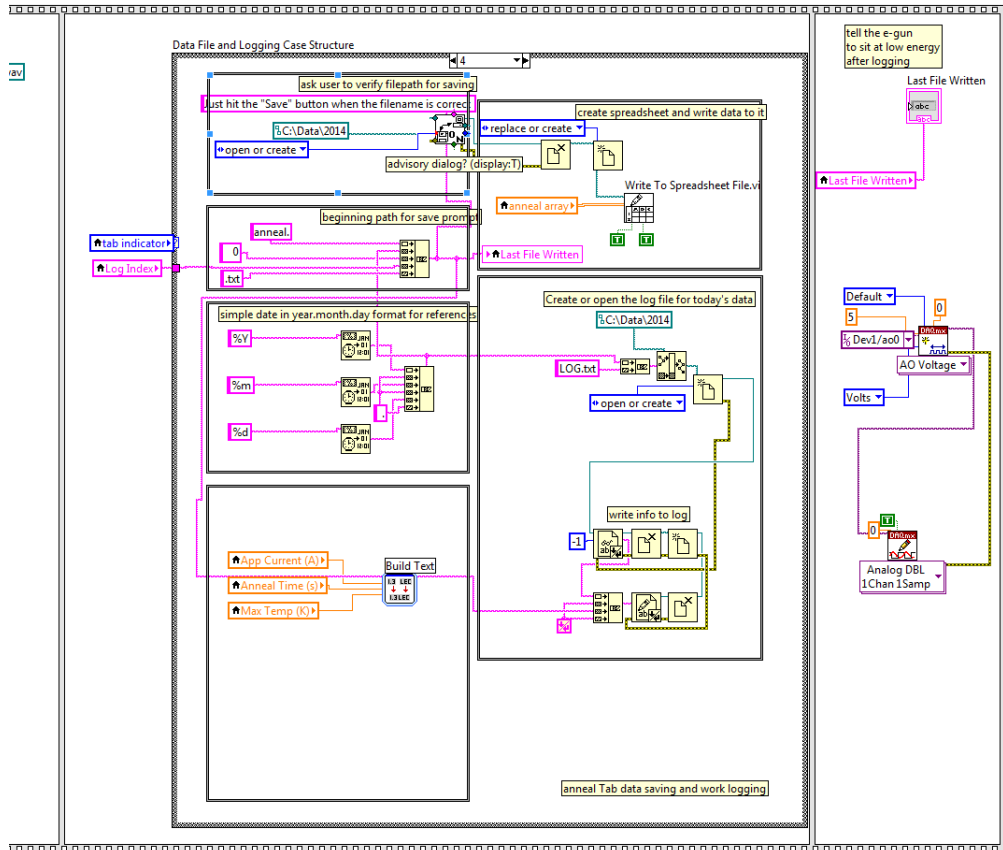 Data File and Logging Case Structure
4
ask user to verify filepath for saving
Just hit the "Save" button when the filename is correct
C:\Data\2014
open or create
advisory dialog? (display:T)
create spreadsheet and write data to it
replace or create
Write To Spreadsheet File.vi
anneal array
T
T
beginning path for save prompt
anneal.
0
.txt
tab indicator
Log Index
Last File Written
simple date in year.month.day format for references
%Y
%m
%d
.
Create or open the log file for today's data
C:\Data\2014
LOG.txt
open or create
write info to log
-1
App Current (A)
Anneal Time (s)
Max Temp (K)
Build Text
anneal Tab data saving and work logging
tell the e-gun
to sit at low energy
after logging
Last File Written
abc
Last File Written
Default
0
5
Dev1/ao0
DAQmx
AO Voltage
Volts
T
0
DAQmx
Analog DBL
1Chan 1Samp